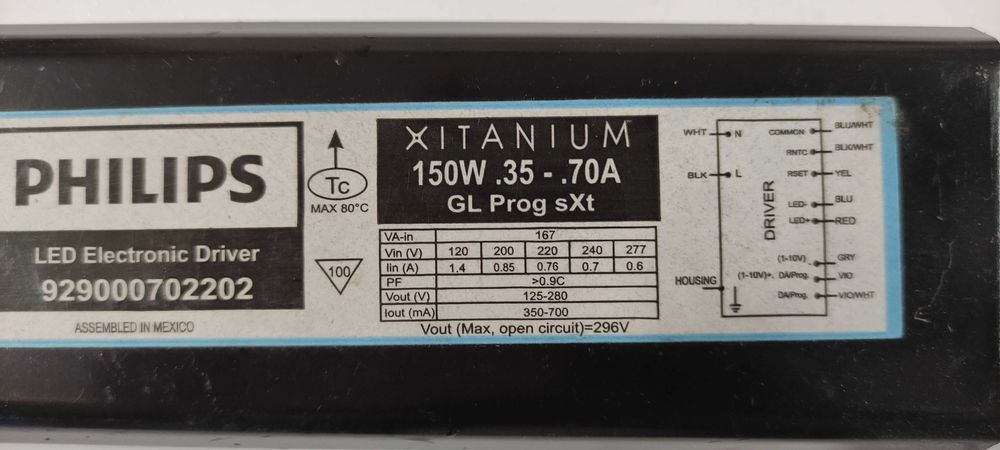 PHILIPS
LED Electronic Driver
929000702202
ASSEMBLED IN MEXICO
Tc
MAX 80°C
100
XITANIUM
150W .35 - .70A
GL Prog sXt
VA-in 167
Vin (V) 120 200 220 240 277
Iin (A) 1.4 0.85 0.76 0.7 0.6
PF >0.9C
Vout (V) 125-280
Iout (mA) 350-700
Vout (Max, open circuit)=296V
WHT N
BLK L
HOUSING
DRIVER
COMMON BLU/WHT
RNTC BLK/WHT
RSET YEL
LED- BLU
LED+ RED
(1-10V) - GRY
(1-10V)+, DA/Prog. VIO
DA/Prog. VIO/WHT